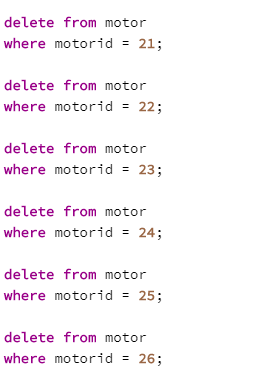 delete from motor
where motorid = 21;
delete from motor
where motorid = 22;
delete from motor
where motorid = 23;
delete from motor
where motorid = 24;
delete from motor
where motorid = 25;
delete from motor
where motorid = 26;